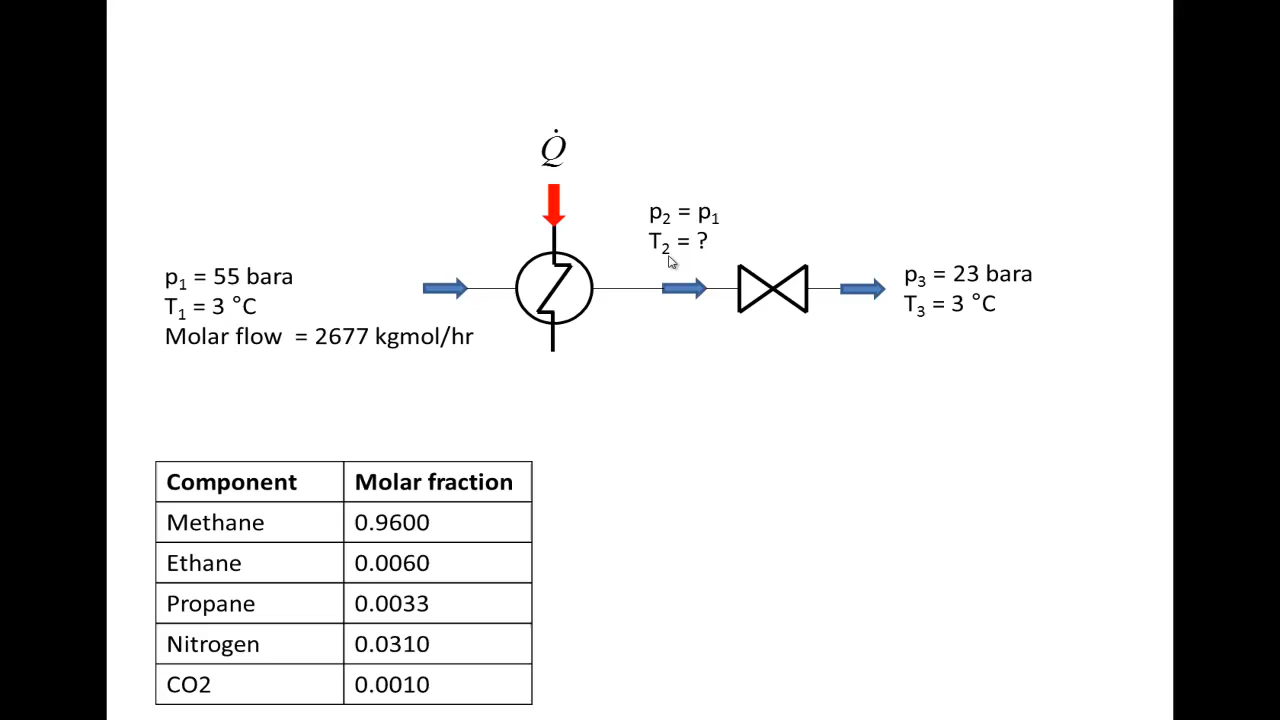 Q̇
p₂ = p₁
T₂ = ?
p₁ = 55 bara
T₁ = 3 °C
Molar flow = 2677 kgmol/hr
p₃ = 23 bara
T₃ = 3 °C
Component Molar fraction
Methane 0.9600
Ethane 0.0060
Propane 0.0033
Nitrogen 0.0310
CO2 0.0010